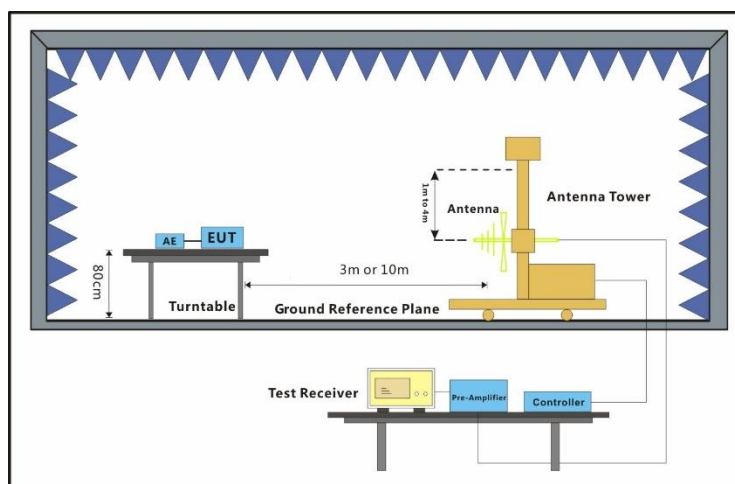 1m to 4m
Antenna Tower
Antenna
AE
EUT
3m or 10m
80cm
Turntable
Ground Reference Plane
Test Receiver
Pre-Amplifier
Controller